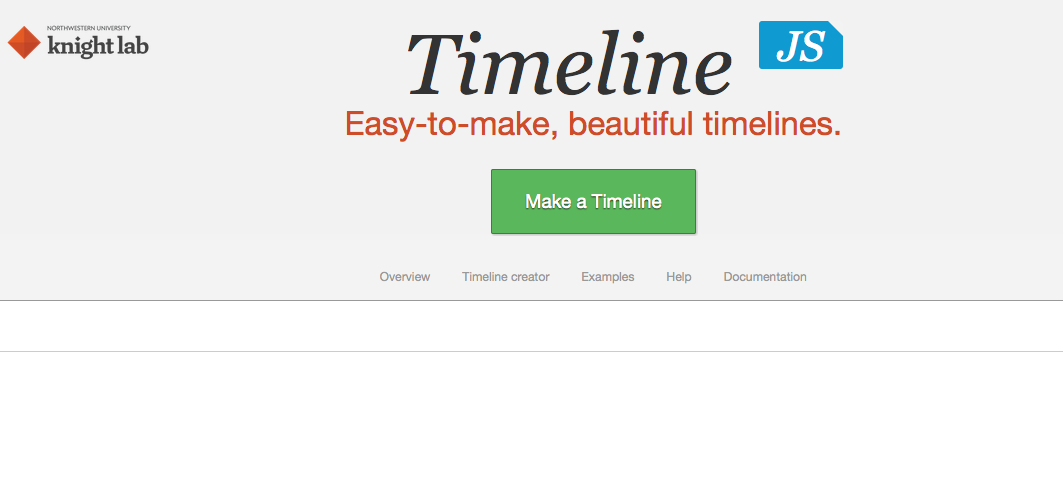 NORTHWESTERN UNIVERSITY
knight lab
Timeline JS
Easy-to-make, beautiful timelines.
Make a Timeline
Overview Timeline creator Examples Help Documentation